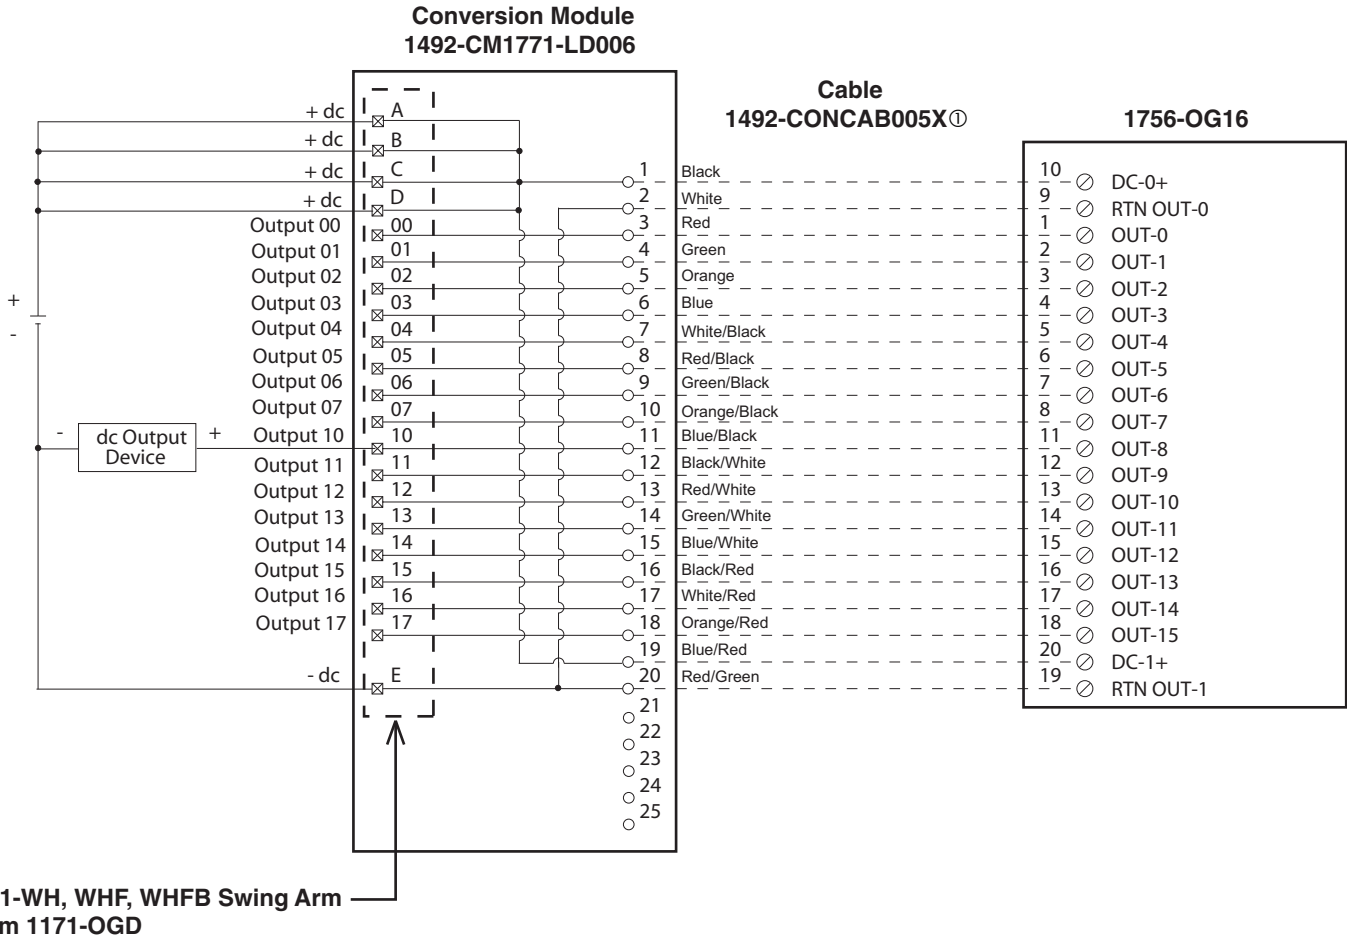 Conversion Module
1492-CM1771-LD006
Cable
1492-CONCAB005X①
1756-OG16
+ dc A
+ dc B
+ dc C
+ dc D
Output 00 00
Output 01 01
Output 02 02
Output 03 03
Output 04 04
Output 05 05
Output 06 06
Output 07 07
Output 10 10
Output 11 11
Output 12 12
Output 13 13
Output 14 14
Output 15 15
Output 16 16
Output 17 17
- dc E
+
-
- dc Output Device +
1 Black 10 DC-0+
2 White 9 RTN OUT-0
3 Red 1 OUT-0
4 Green 2 OUT-1
5 Orange 3 OUT-2
6 Blue 4 OUT-3
7 White/Black 5 OUT-4
8 Red/Black 6 OUT-5
9 Green/Black 7 OUT-6
10 Orange/Black 8 OUT-7
11 Blue/Black 11 OUT-8
12 Black/White 12 OUT-9
13 Red/White 13 OUT-10
14 Green/White 14 OUT-11
15 Blue/White 15 OUT-12
16 Black/Red 16 OUT-13
17 White/Red 17 OUT-14
18 Orange/Red 18 OUT-15
19 Blue/Red 20 DC-1+
20 Red/Green 19 RTN OUT-1
21
22
23
24
25
1-WH, WHF, WHFB Swing Arm
m 1171-OGD